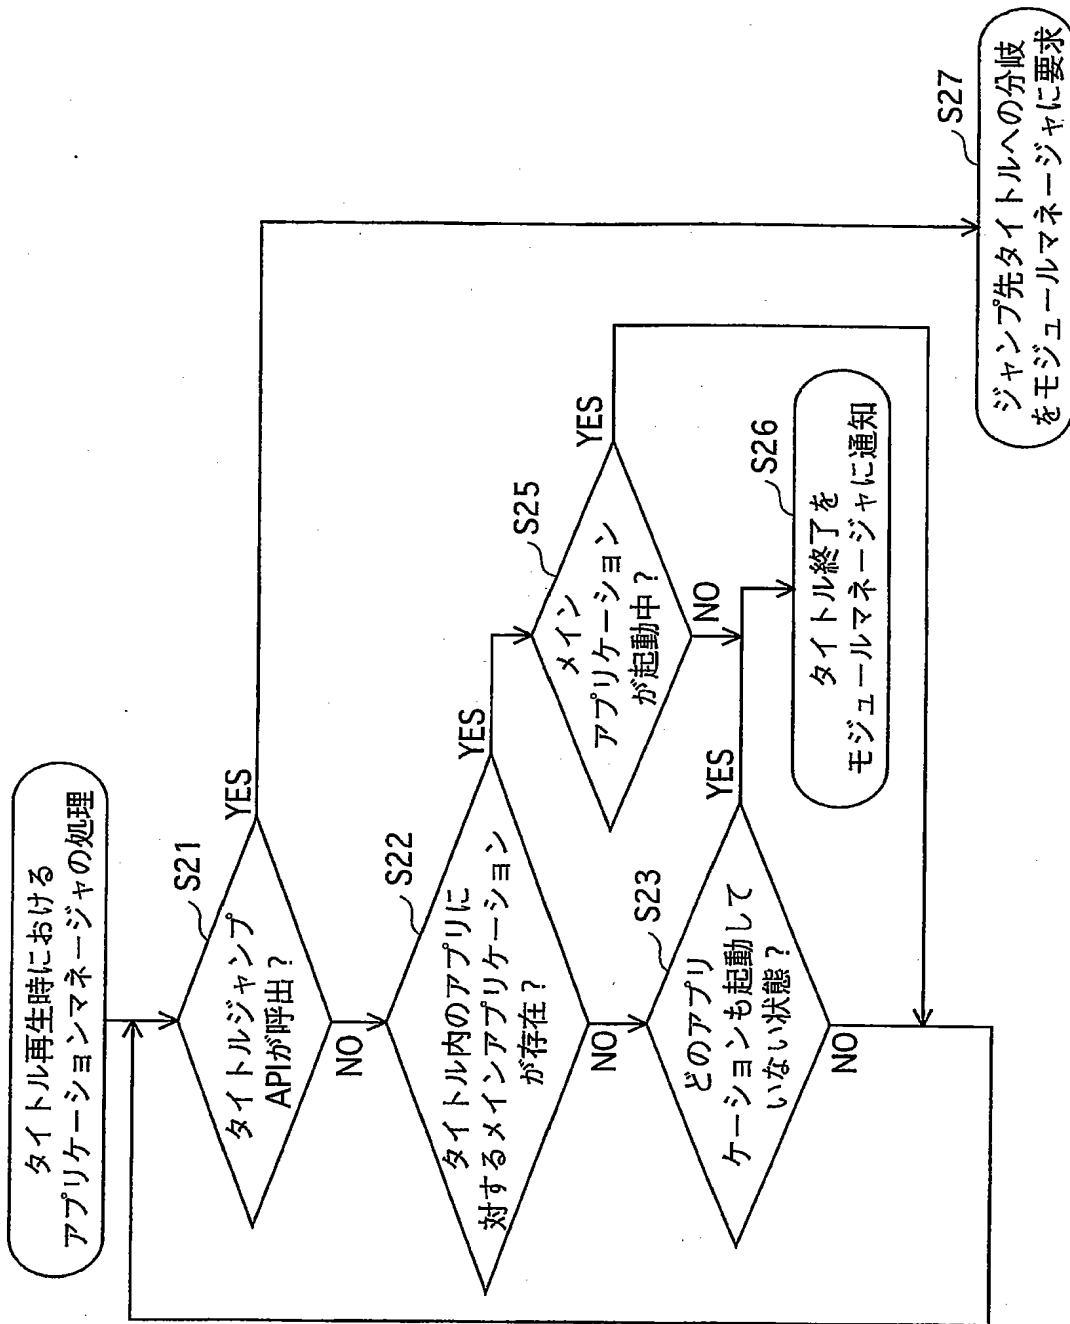 タイトル再生時における
アプリケーションマネージャの処理
S21
タイトルジャンプ
APIが呼出？
YES
NO
S22
タイトル内のアプリに
対するメインアプリケーション
が存在？
YES
NO
S25
メイン
アプリケーション
が起動中？
YES
NO
S23
どのアプリ
ケーションも起動して
いない状態？
YES
NO
S26
タイトル終了を
モジュールマネージャに通知
S27
ジャンプ先タイトルへの分岐
をモジュールマネージャに要求